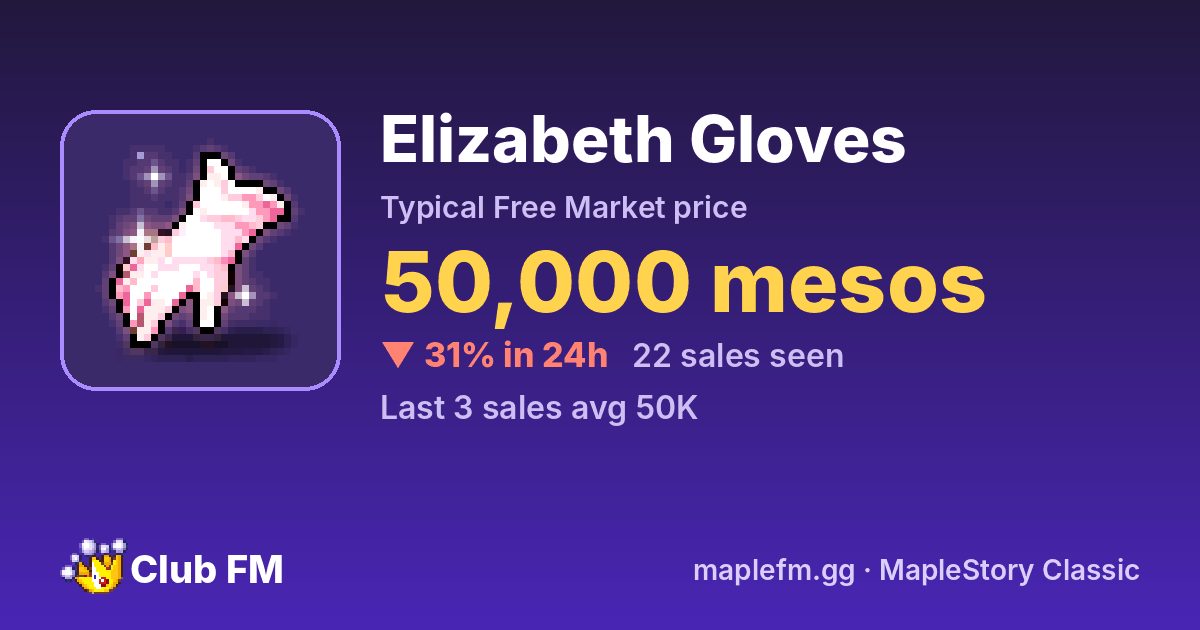 Elizabeth Gloves
Typical Free Market price
50,000 mesos
▼ 31% in 24h 22 sales seen
Last 3 sales avg 50K
Club FM
maplefm.gg · MapleStory Classic